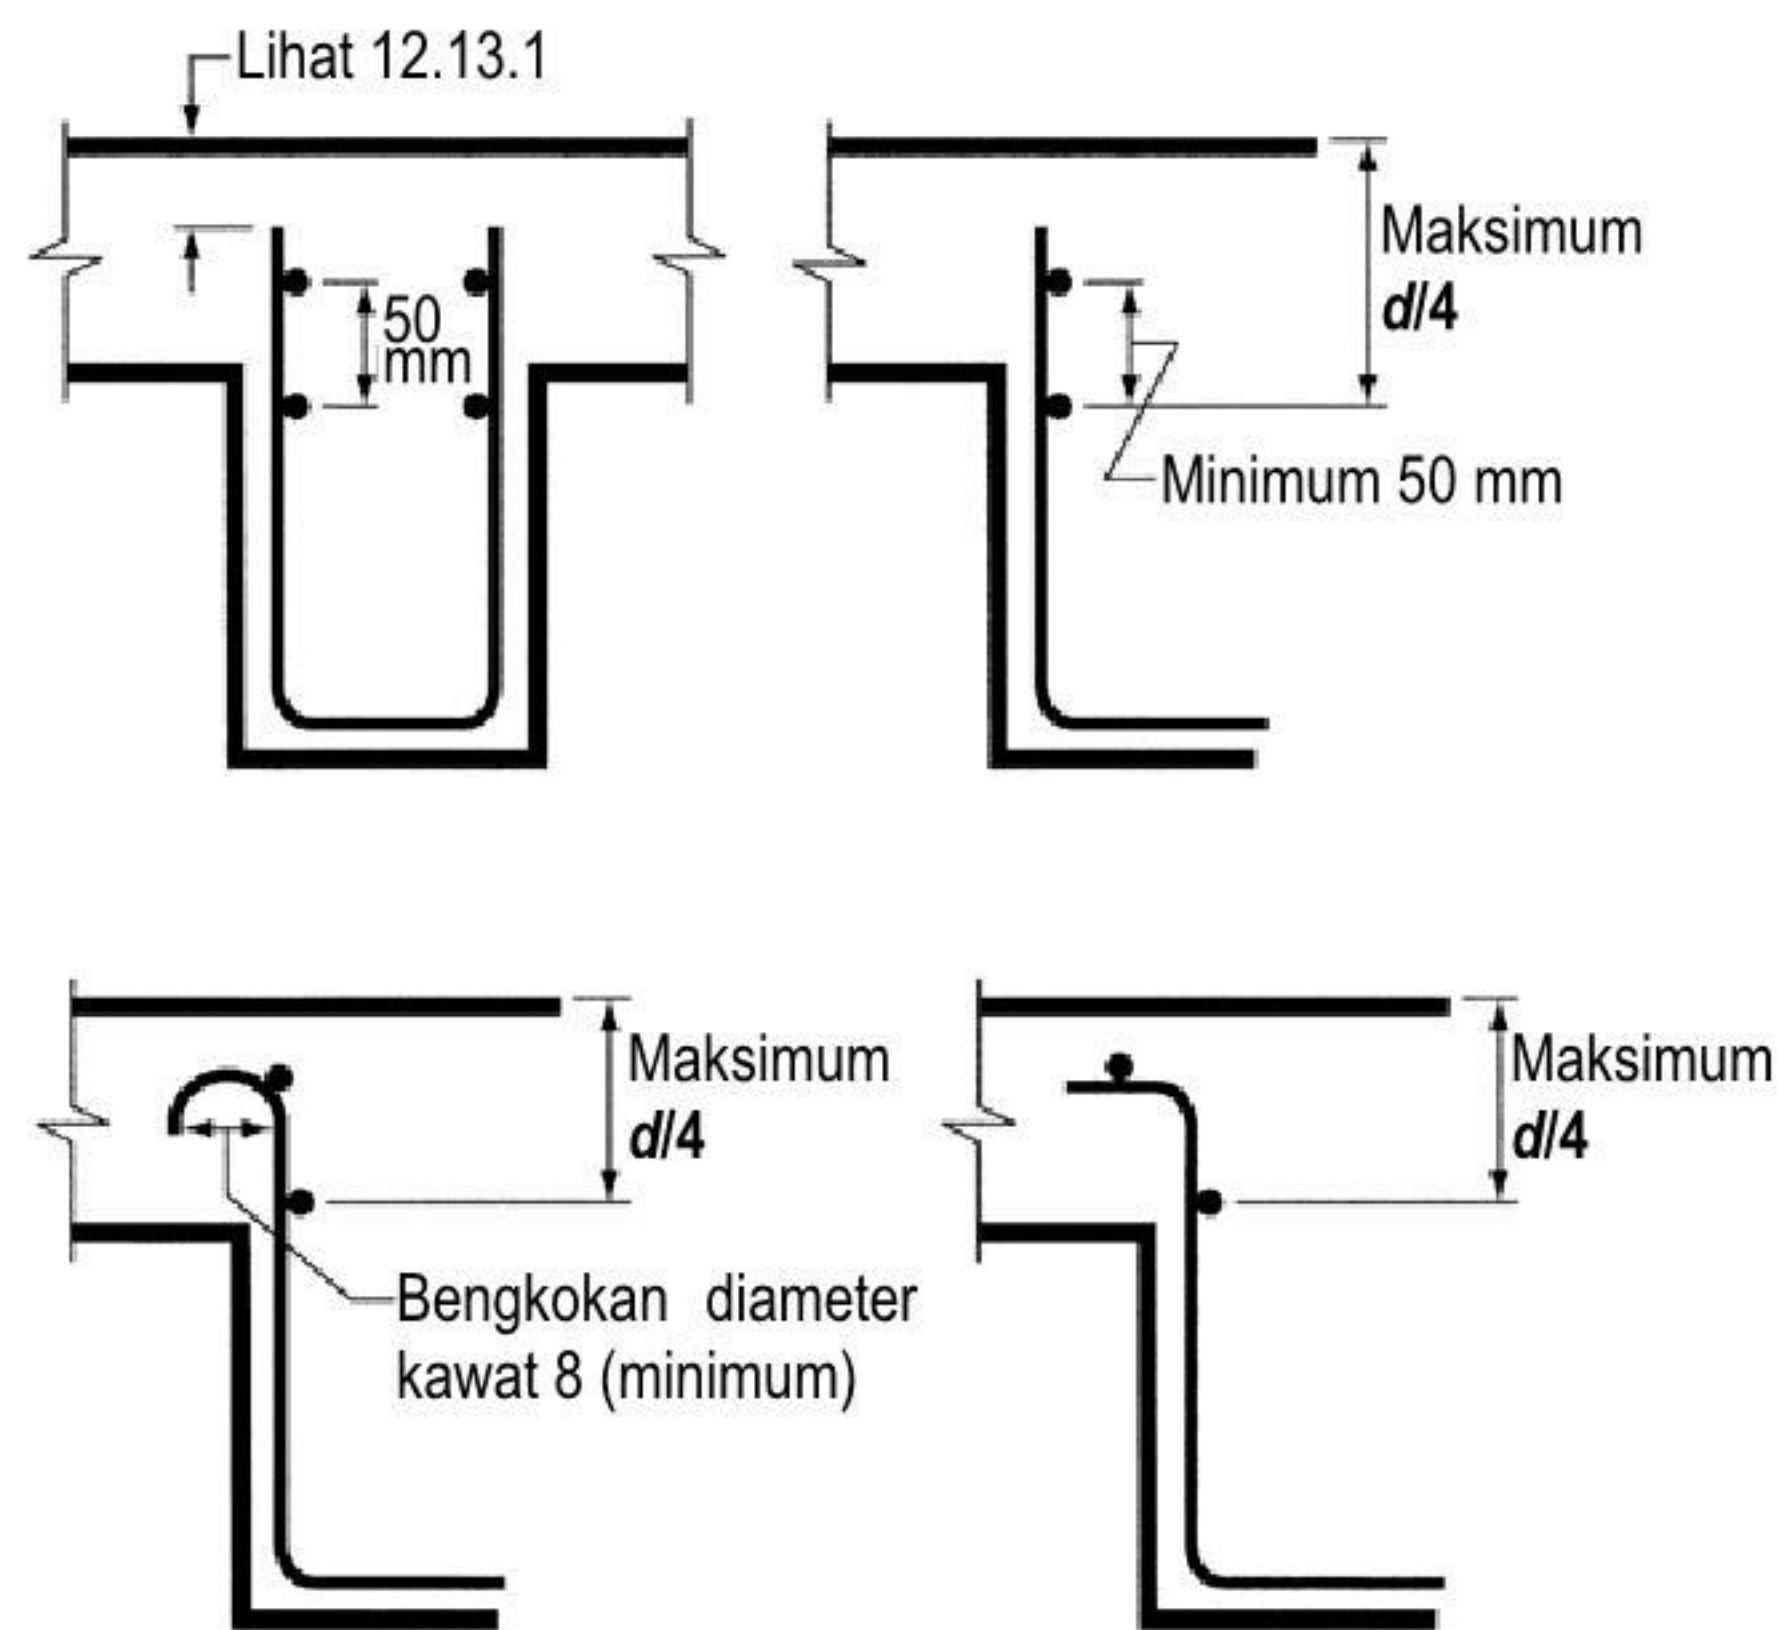 Lihat 12.13.1
50
mm
Maksimum
d/4
Minimum 50 mm
Maksimum
d/4
Bengkokan diameter
kawat 8 (minimum)
Maksimum
d/4